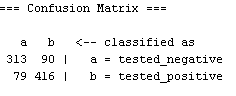 === Confusion Matrix ===
a b <-- classified as
313 90 | a = tested_negative
79 416 | b = tested_positive